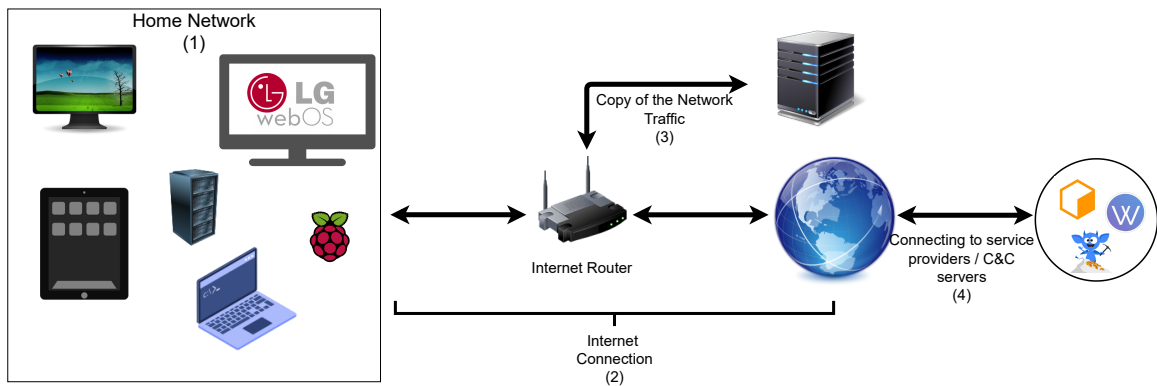 Home Network
(1)
LG
webOS
C:\
Copy of the Network
Traffic
(3)
Internet Router
Connecting to service
providers / C&C
servers
(4)
W
Internet
Connection
(2)